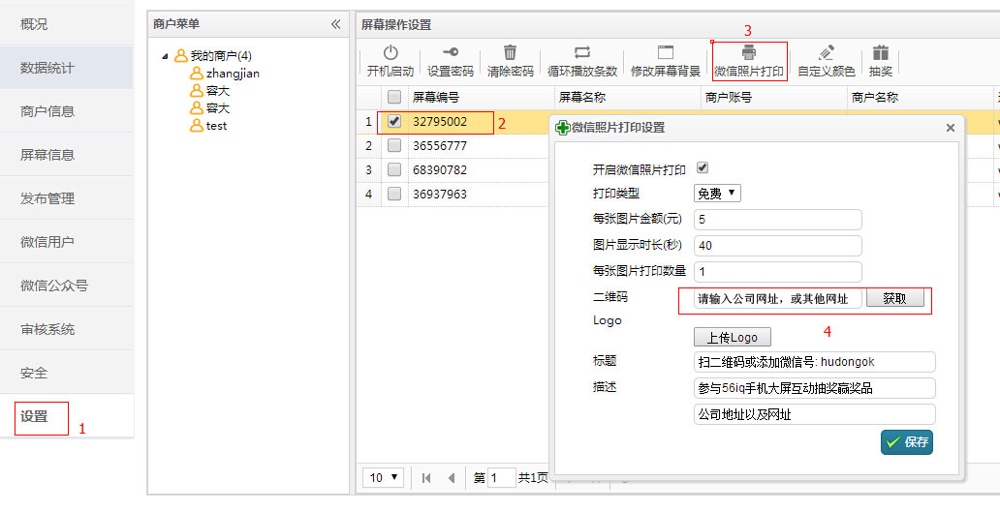 概况
数据统计
商户信息
屏幕信息
发布管理
微信用户
微信公众号
审核系统
安全
设置
1
商户菜单
我的商户(4)
zhangjian
容大
容大
test
屏幕操作设置
3
开机启动 设置密码 清除密码 循环播放条数 修改屏幕背景 微信照片打印 自定义颜色 抽奖
屏幕编号 屏幕名称 商户账号 商户名称
1 32795002 2
2 36556777
3 68390782
4 36937963
微信照片打印设置
开启微信照片打印
打印类型 免费
每张图片金额(元) 5
图片显示时长(秒) 40
每张图片打印数量 1
二维码 请输入公司网址，或其他网址 获取
Logo
4
上传Logo
标题 扫二维码或添加微信号: hudongok
描述 参与56iq手机大屏互动抽奖赢奖品
公司地址以及网址
保存
10 第 1 共1页